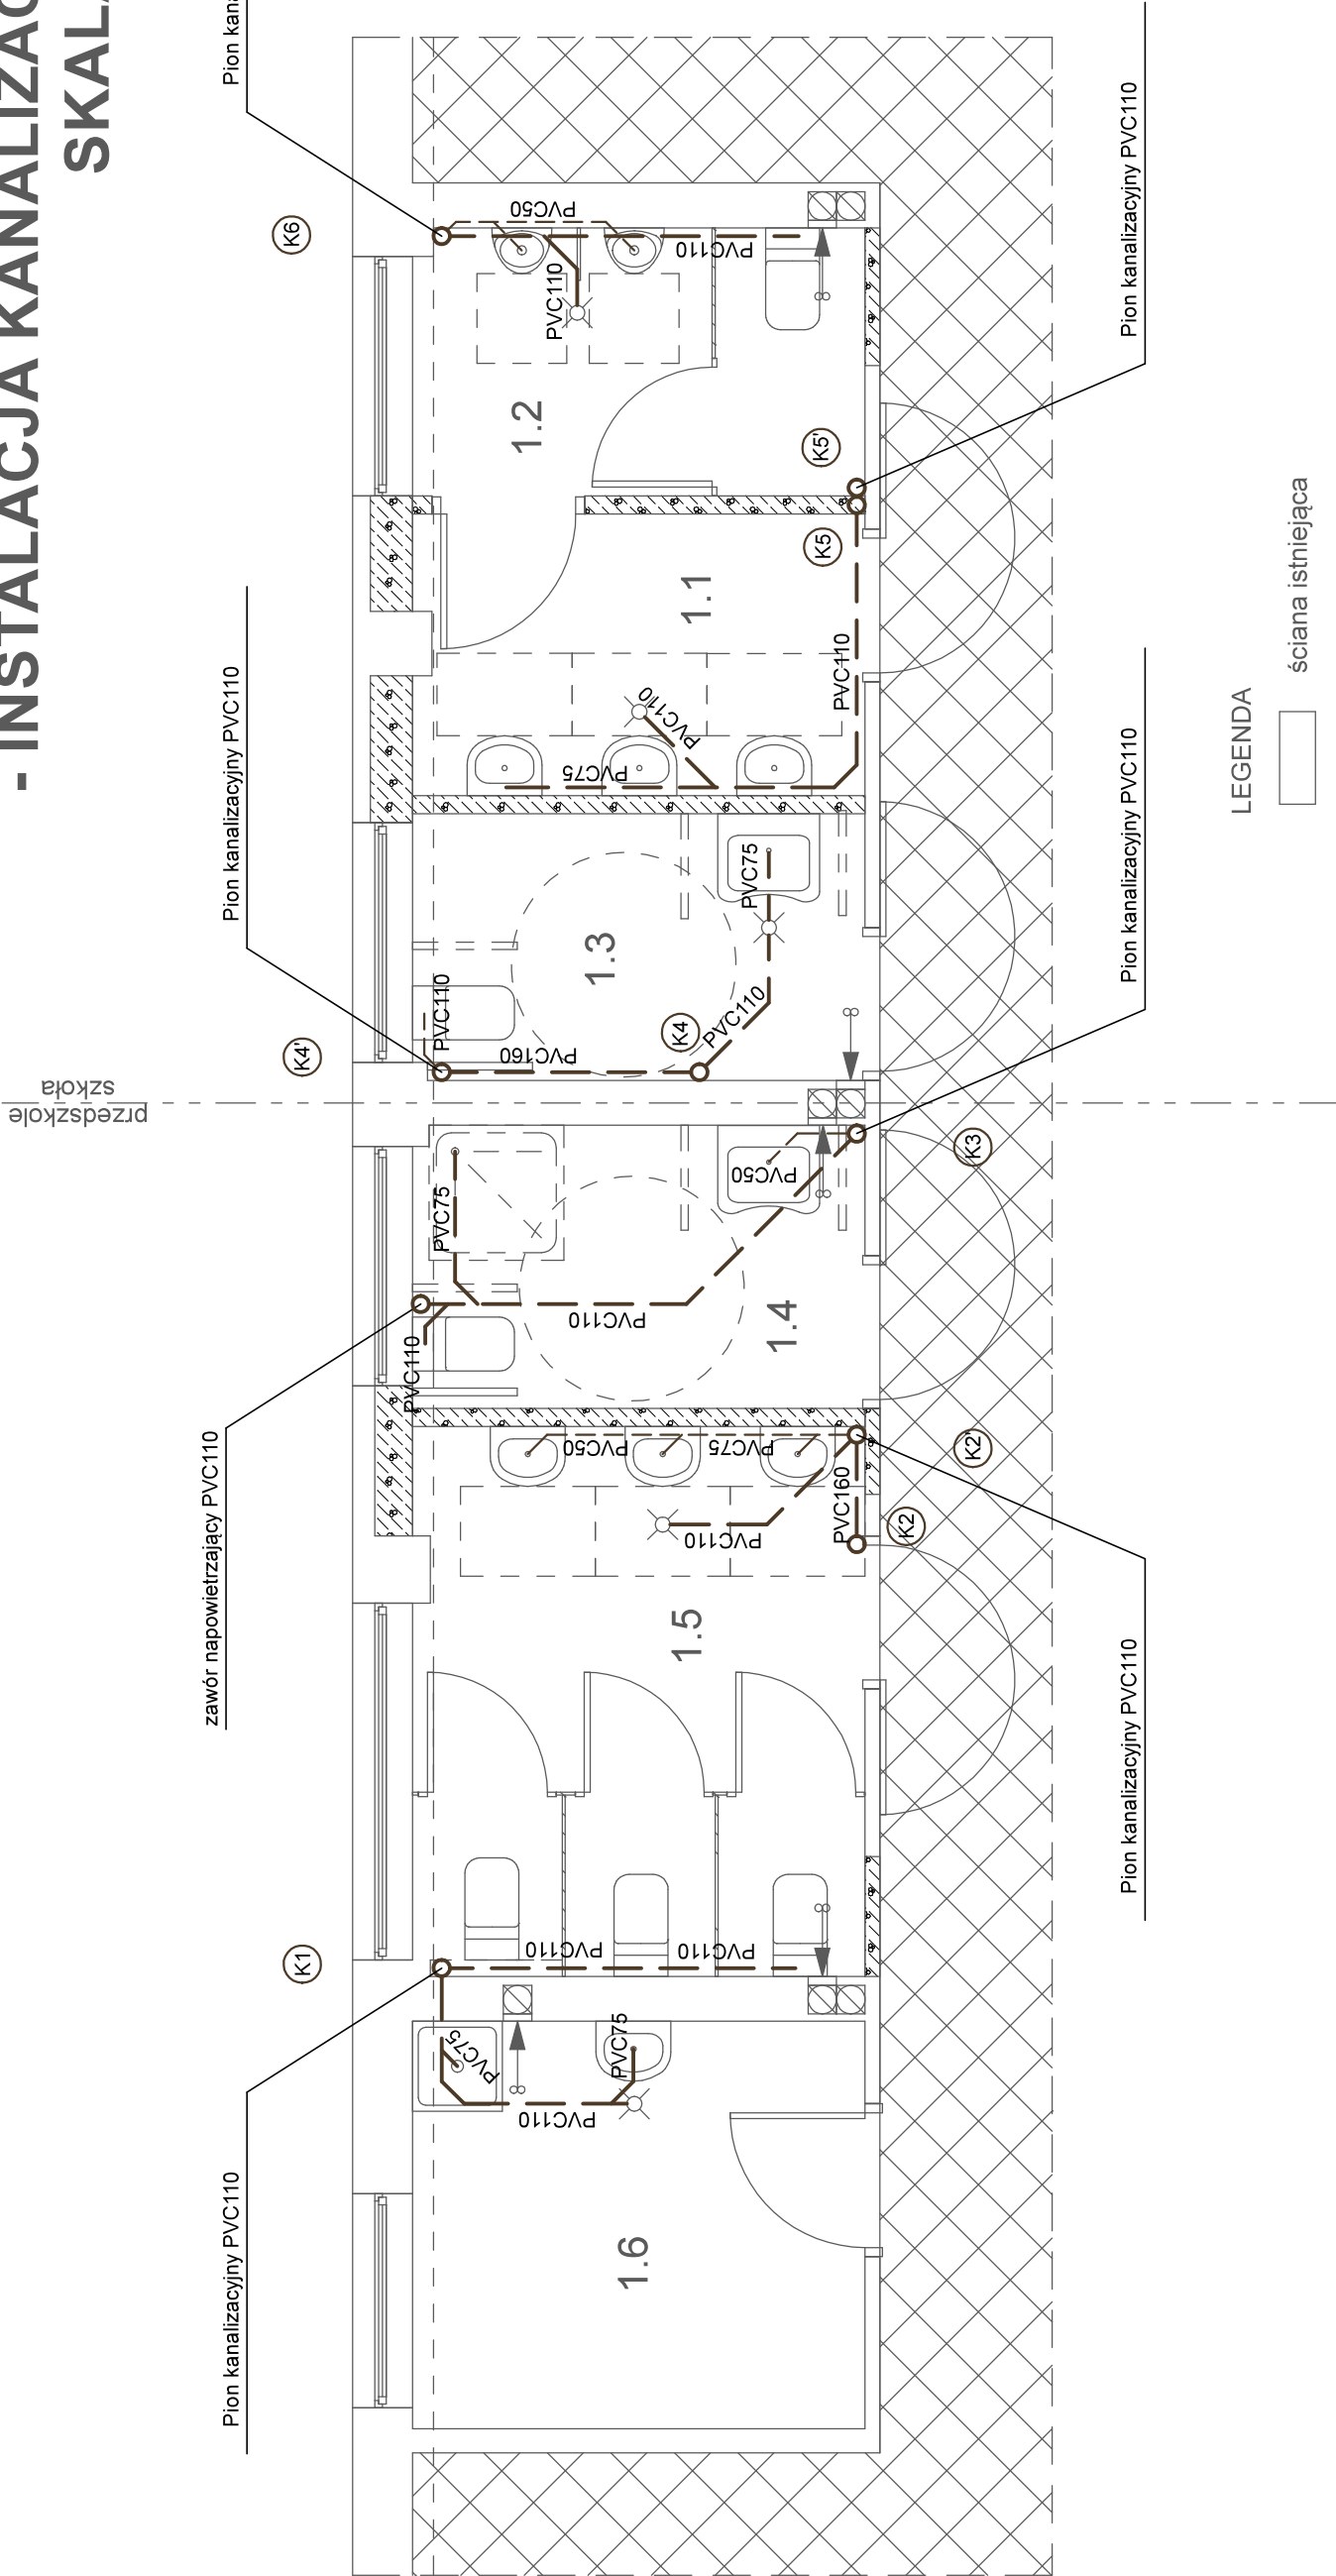 - INSTALACJA KANALIZAC
SKALA
przedszkole
szkoła
Pion kanalizacyjny PVC110
zawór napowietrzający PVC110
Pion kanalizacyjny PVC110
Pion kana
K1
K4'
K6
1.6
PVC75
PVC110
PVC75
PVC110
PVC110
1.5
PVC50
PVC75
PVC110
PVC160
K2
K2'
PVC110
PVC75
PVC110
1.4
PVC50
K3
PVC110
PVC160
K4
PVC110
1.3
PVC75
PVC75
PVC110
PVC110
1.1
K5
K5'
1.2
PVC110
PVC50
PVC110
Pion kanalizacyjny PVC110
Pion kanalizacyjny PVC110
Pion kanalizacyjny PVC110
LEGENDA
ściana istniejąca